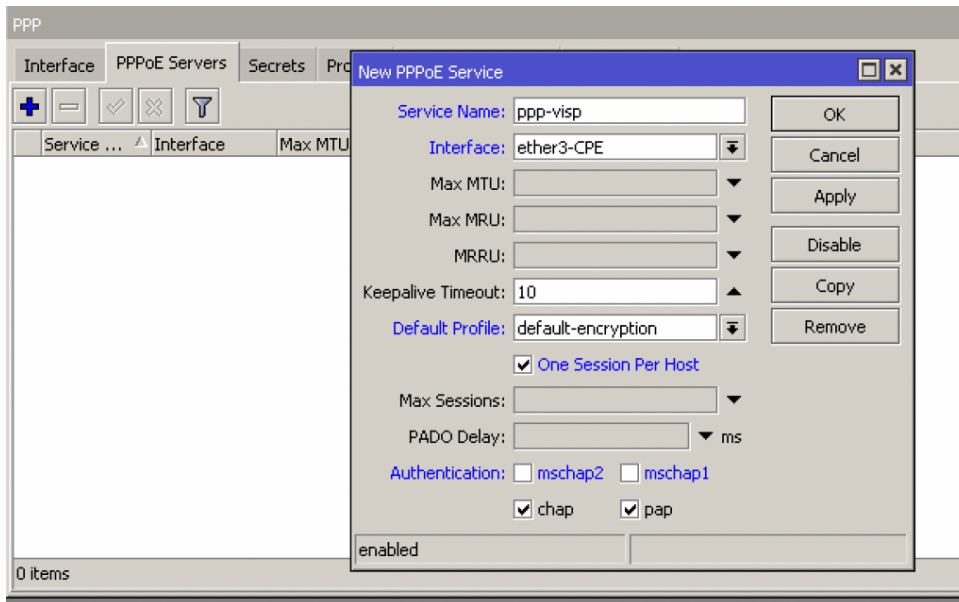 PPP
Interface PPPoE Servers Secrets Pro
Service ... Interface Max MTU
0 items
New PPPoE Service
Service Name: ppp-visp
Interface: ether3-CPE
Max MTU:
Max MRU:
MRRU:
Keepalive Timeout: 10
Default Profile: default-encryption
One Session Per Host
Max Sessions:
PADO Delay: ms
Authentication: mschap2 mschap1
chap pap
enabled
OK
Cancel
Apply
Disable
Copy
Remove